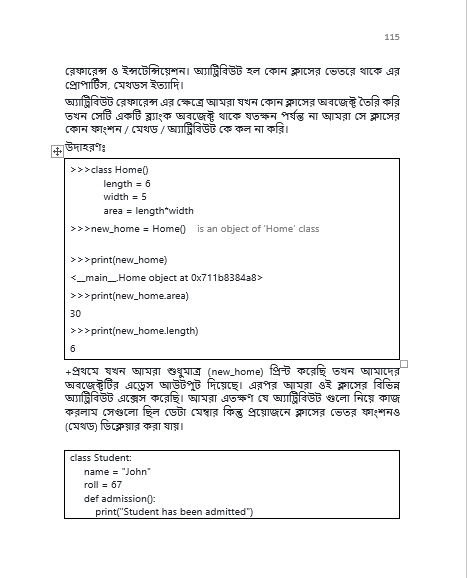 115
রেফারেন্স ও ইন্সটেন্সিয়েশন। অ্যাট্রিবিউট হল কোন ক্লাসের ভেতরে থাকে এর
প্রোপার্টিস, মেথডস ইত্যাদি।
অ্যাট্রিবিউট রেফারেন্স এর ক্ষেত্রে আমরা যখন কোন ক্লাসের অবজেক্ট তৈরি করি
তখন সেটি একটি ব্ল্যাংক অবজেক্ট থাকে যতক্ষন পর্যন্ত না আমরা সে ক্লাসের
কোন ফাংশন / মেথড / অ্যাট্রিবিউট কে কল না করি।
উদাহরণঃ
>>>class Home()
length = 6
width = 5
area = length*width
>>>new_home = Home() is an object of 'Home' class
>>>print(new_home)
<__main__.Home object at 0x711b8384a8>
>>>print(new_home.area)
30
>>>print(new_home.length)
6
+প্রথমে যখন আমরা শুধুমাত্র (new_home) প্রিন্ট করেছি তখন আমাদের
অবজেক্টটির এড্রেস আউটপুট দিয়েছে। এরপর আমরা ওই ক্লাসের বিভিন্ন
অ্যাট্রিবিউট এক্সেস করেছি। আমরা এতক্ষণ যে অ্যাট্রিবিউট গুলো নিয়ে কাজ
করলাম সেগুলো ছিল ডেটা মেম্বার কিন্তু প্রয়োজনে ক্লাসের ভেতর ফাংশনও
(মেথড) ডিক্লেয়ার করা যায়।
class Student:
name = "John"
roll = 67
def admission():
print("Student has been admitted")